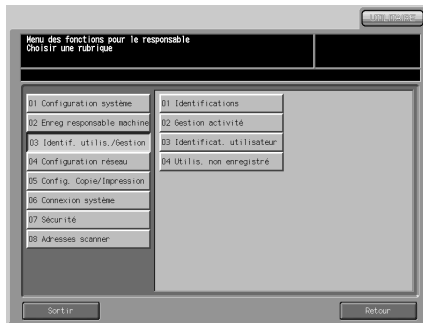 Menu des fonctions pour le responsable
Choisir une rubrique
01 Configuration système
02 Enreg responsable machine
03 Identif. utilis./Gestion
04 Configuration réseau
05 Config. Copie/Impression
06 Connexion système
07 Sécurité
08 Adresses scanner
01 Identifications
02 Gestion activité
03 Identificat. utilisateur
04 Utilis. non enregistré
Sortir
Retour